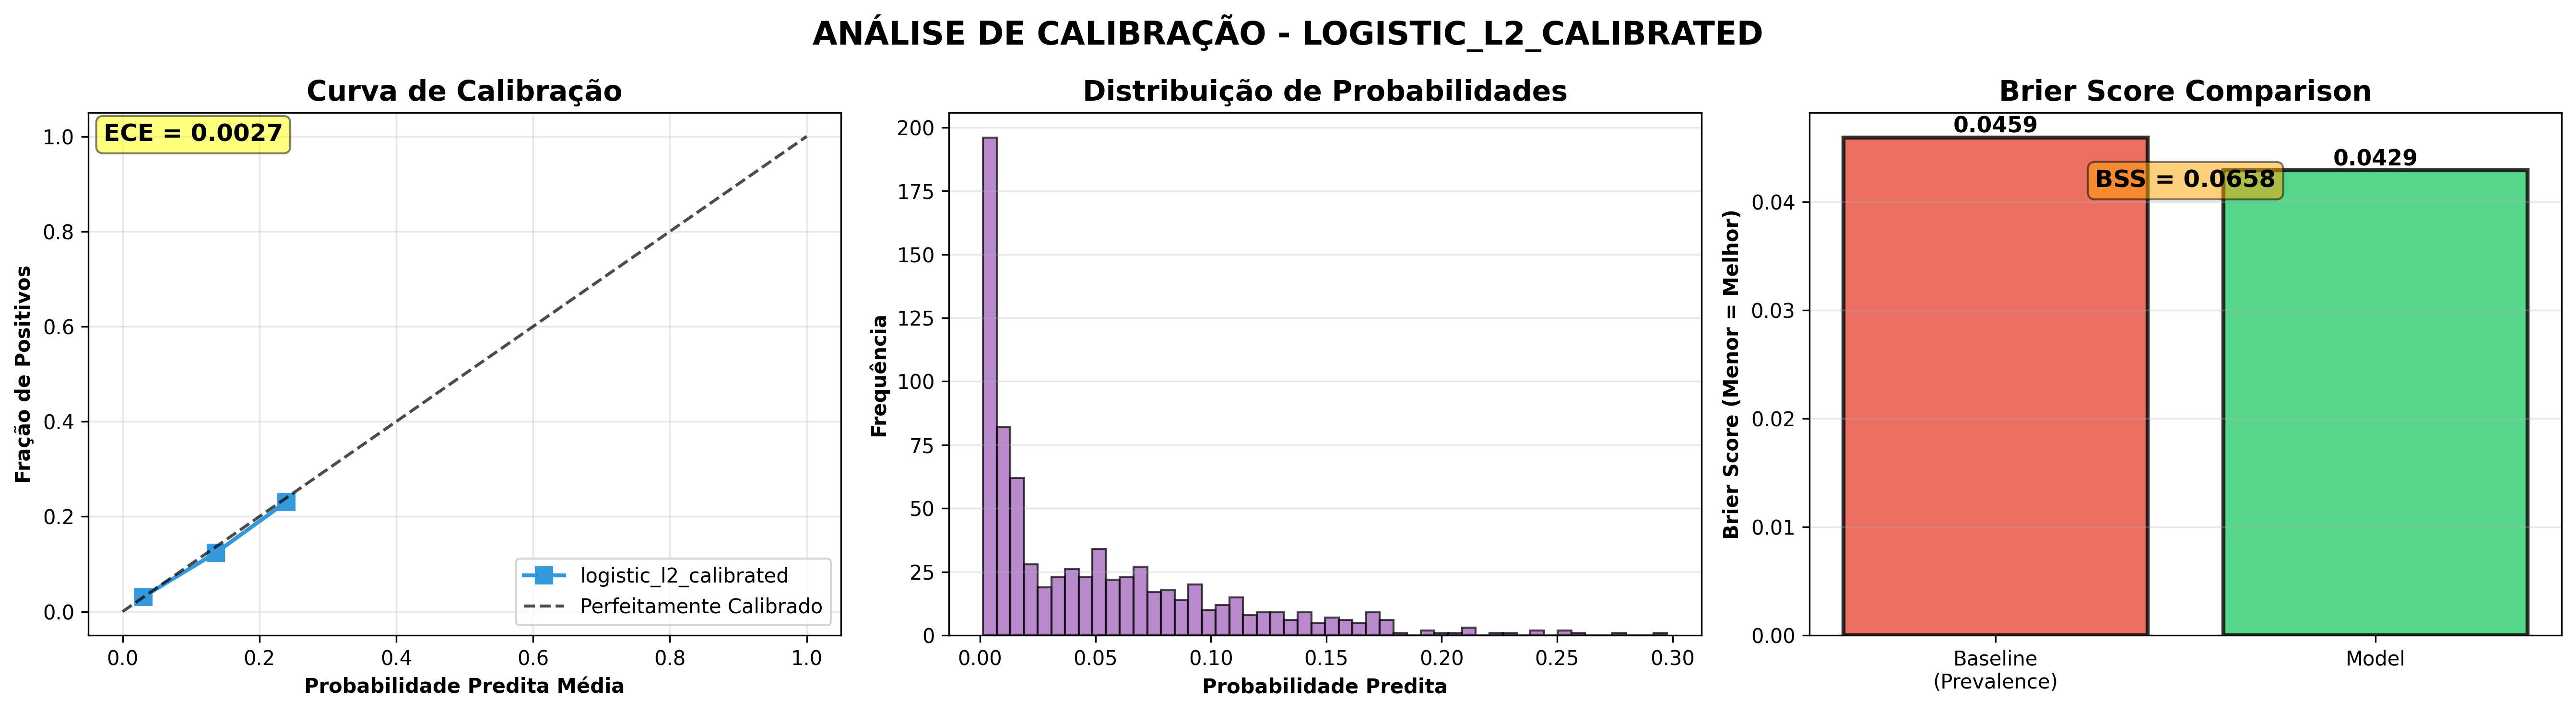 ANÁLISE DE CALIBRAÇÃO - LOGISTIC_L2_CALIBRATED
Curva de Calibração
ECE = 0.0027
Fração de Positivos
1.0
0.8
0.6
0.4
0.2
0.0
logistic_l2_calibrated
Perfeitamente Calibrado
0.0 0.2 0.4 0.6 0.8 1.0
Probabilidade Predita Média
Distribuição de Probabilidades
Frequência
200
175
150
125
100
75
50
25
0
0.00 0.05 0.10 0.15 0.20 0.25 0.30
Probabilidade Predita
Brier Score Comparison
0.0459
0.0429
BSS = 0.0658
Brier Score (Menor = Melhor)
0.04
0.03
0.02
0.01
0.00
Baseline
(Prevalence)
Model